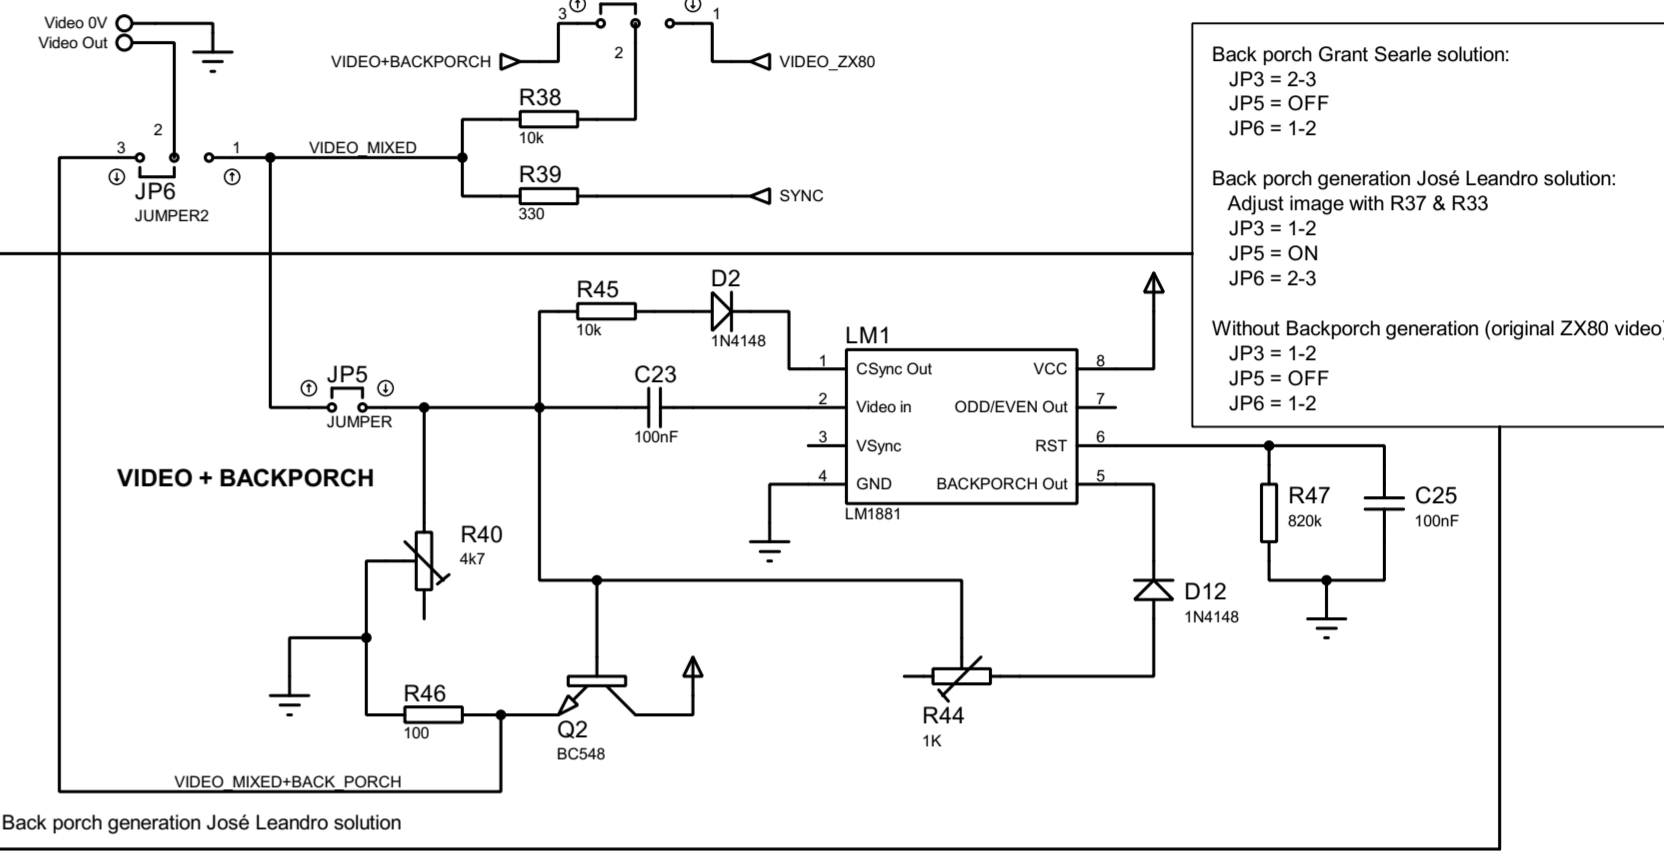 Video 0V
Video Out
3
2
1
VIDEO+BACKPORCH
VIDEO_ZX80
R38
10k
2
3
1
VIDEO_MIXED
R39
330
SYNC
JP6
JUMPER2
Back porch Grant Searle solution:
JP3 = 2-3
JP5 = OFF
JP6 = 1-2
Back porch generation José Leandro solution:
Adjust image with R37 & R33
JP3 = 1-2
JP5 = ON
JP6 = 2-3
Without Backporch generation (original ZX80 video)
JP3 = 1-2
JP5 = OFF
JP6 = 1-2
R45
10k
D2
1N4148
LM1
1
CSync Out
VCC
8
JP5
JUMPER
C23
100nF
2
Video in
ODD/EVEN Out
7
3
VSync
RST
6
4
GND
BACKPORCH Out
5
LM1881
VIDEO + BACKPORCH
R47
820k
C25
100nF
R40
4k7
D12
1N4148
R46
100
Q2
BC548
R44
1K
VIDEO_MIXED+BACK_PORCH
Back porch generation José Leandro solution